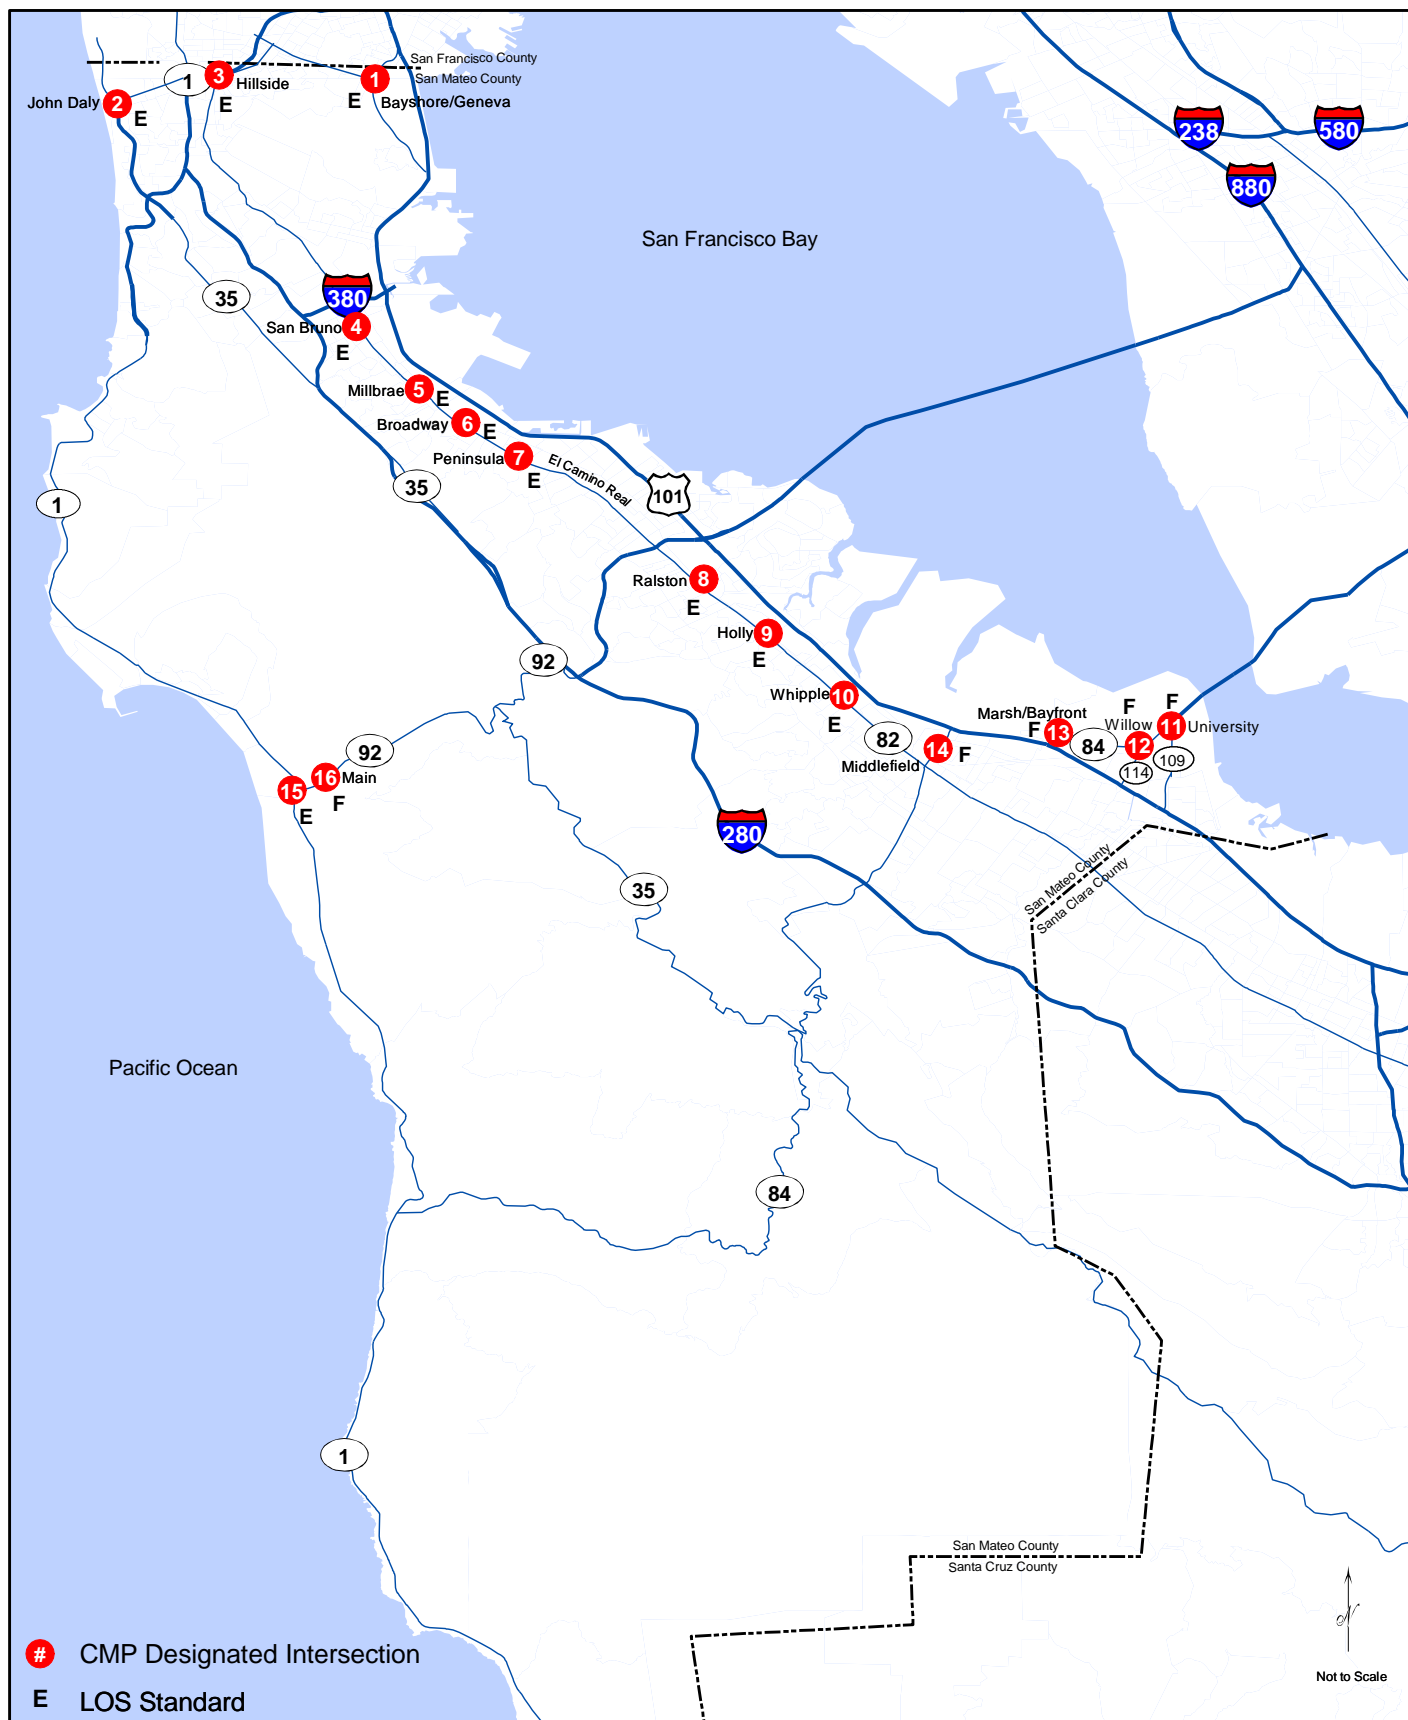 San Francisco County
San Mateo County
1
3
Hillside
E
1
E
Bayshore/Geneva
John Daly
2
E
238
580
880
San Francisco Bay
35
380
San Bruno
4
E
Millbrae
5
E
Broadway
6
E
Peninsula
7
E
El Camino Real
101
35
1
Ralston
8
E
Holly
9
E
92
Whipple
10
E
82
Middlefield
14
F
Marsh/Bayfront
F
13
84
F
Willow
12
F
11
University
114
109
92
15
E
16
Main
F
280
San Mateo County
Santa Clara County
35
Pacific Ocean
84
1
San Mateo County
Santa Cruz County
N
Not to Scale
# CMP Designated Intersection
E LOS Standard